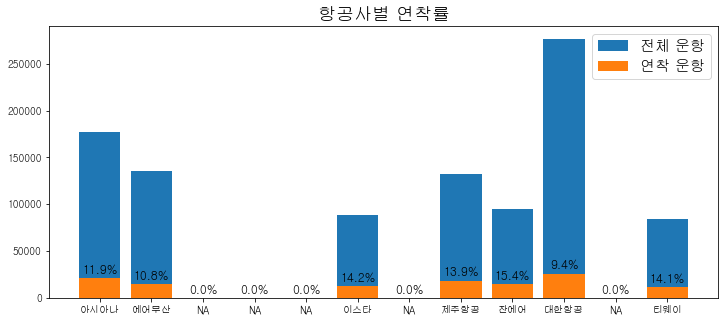 항공사별 연착률
전체 운항
연착 운항
250000
200000
150000
100000
50000
0
11.9%
10.8%
0.0%
0.0%
0.0%
14.2%
0.0%
13.9%
15.4%
9.4%
0.0%
14.1%
아시아나
에어부산
NA
NA
NA
이스타
NA
제주항공
진에어
대한항공
NA
티웨이